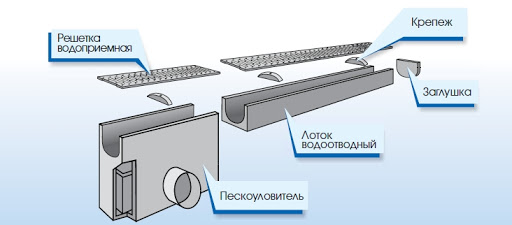 Решетка
водоприемная
Крепеж
Заглушка
Лоток
водоотводный
Пескоуловитель